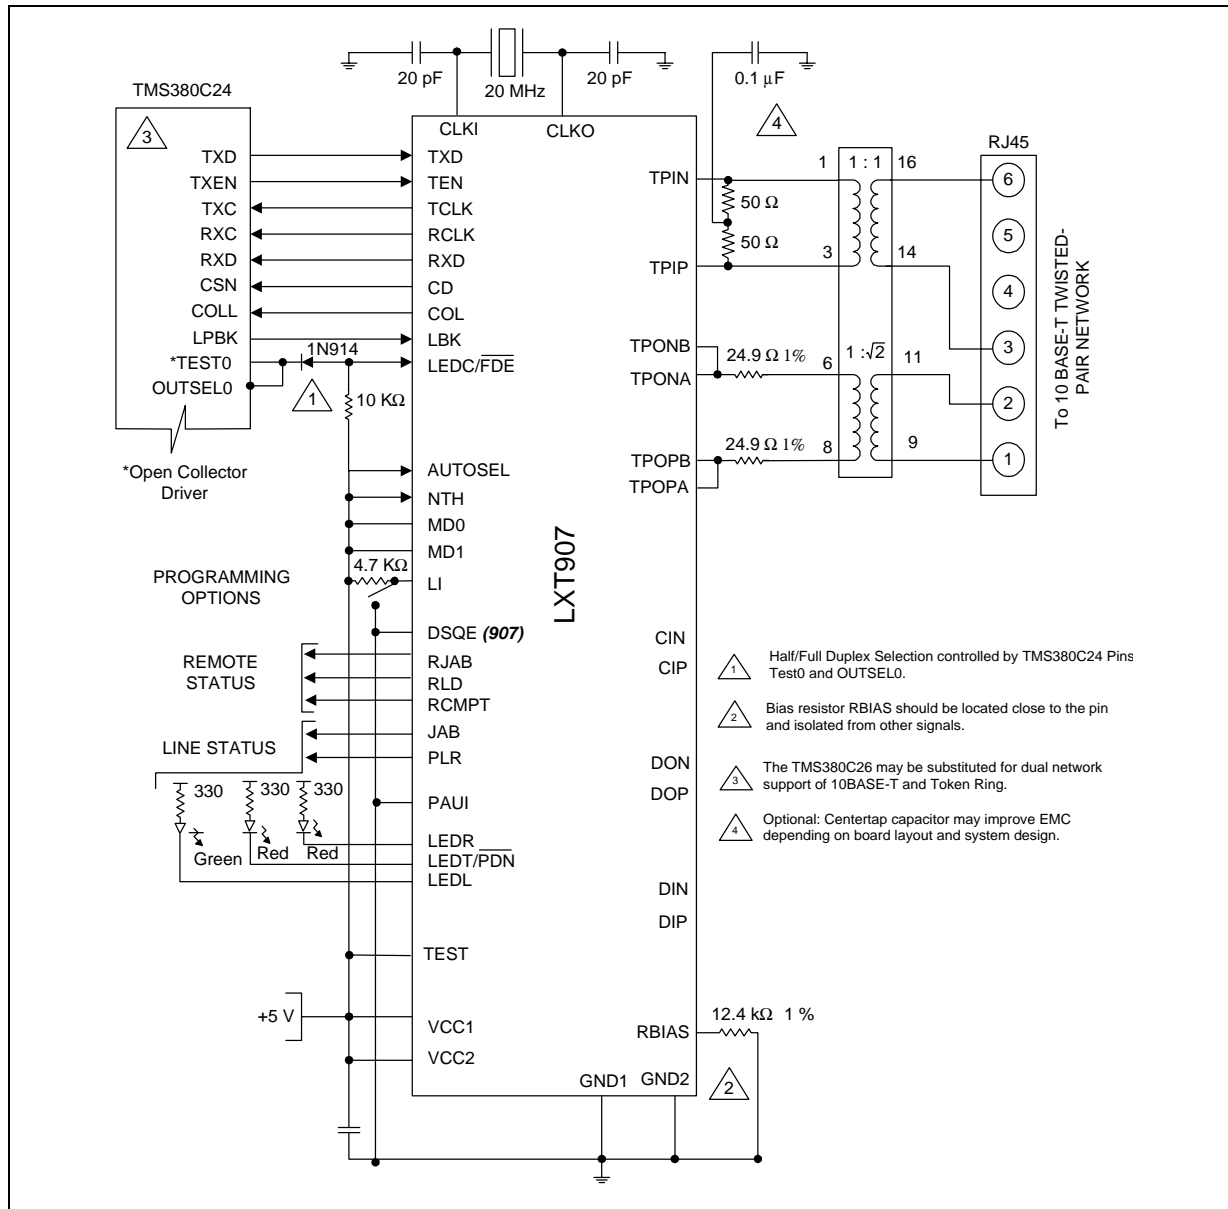 20 pF
20 MHz
20 pF
0.1 μF
TMS380C24
3
TXD
TXEN
TXC
RXC
RXD
CSN
COLL
LPBK
*TEST0
OUTSEL0
*Open Collector
Driver
1N914
1
10 KΩ
CLKI
CLKO
TXD
TEN
TCLK
RCLK
RXD
CD
COL
LBK
LEDC/FDE
AUTOSEL
NTH
MD0
MD1
4.7 KΩ
LI
DSQE (907)
RJAB
RLD
RCMPT
JAB
PLR
PAUI
LEDR
LEDT/PDN
LEDL
TEST
VCC1
VCC2
PROGRAMMING
OPTIONS
REMOTE
STATUS
LINE STATUS
330
330
330
Green
Red
Red
+5 V
LXT907
GND1
GND2
TPIN
TPIP
TPONB
TPONA
TPOPB
TPOPA
CIN
CIP
DON
DOP
DIN
DIP
RBIAS
12.4 kΩ 1 %
2
4
50 Ω
50 Ω
24.9 Ω 1%
24.9 Ω 1%
1
1 : 1
16
3
14
6
1 : √2
11
8
9
RJ45
6
5
4
3
2
1
To 10 BASE-T TWISTED-
PAIR NETWORK
1
Half/Full Duplex Selection controlled by TMS380C24 Pins
Test0 and OUTSEL0.
2
Bias resistor RBIAS should be located close to the pin
and isolated from other signals.
3
The TMS380C26 may be substituted for dual network
support of 10BASE-T and Token Ring.
4
Optional: Centertap capacitor may improve EMC
depending on board layout and system design.